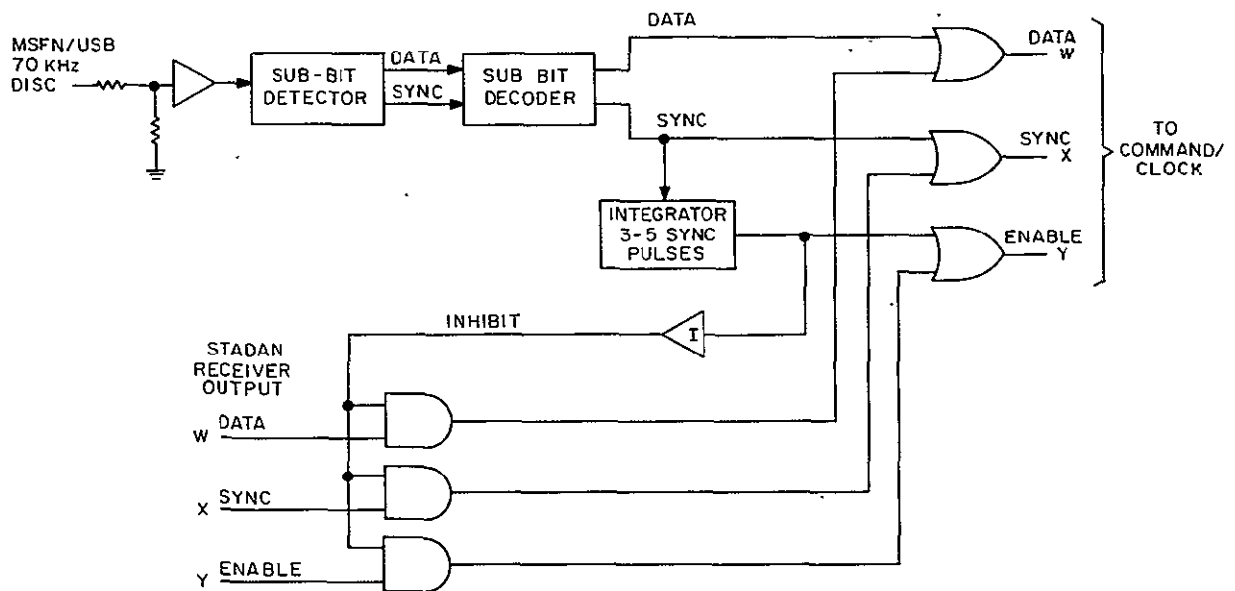 MSFN/USB
70 KHz
DISC
SUB-BIT
DETECTOR
DATA
SYNC
SUB BIT
DECODER
DATA
SYNC
INTEGRATOR
3-5 SYNC
PULSES
DATA
W
SYNC
X
ENABLE
Y
TO
COMMAND/
CLOCK
INHIBIT
I
STADAN
RECEIVER
OUTPUT
W DATA
X SYNC
Y ENABLE